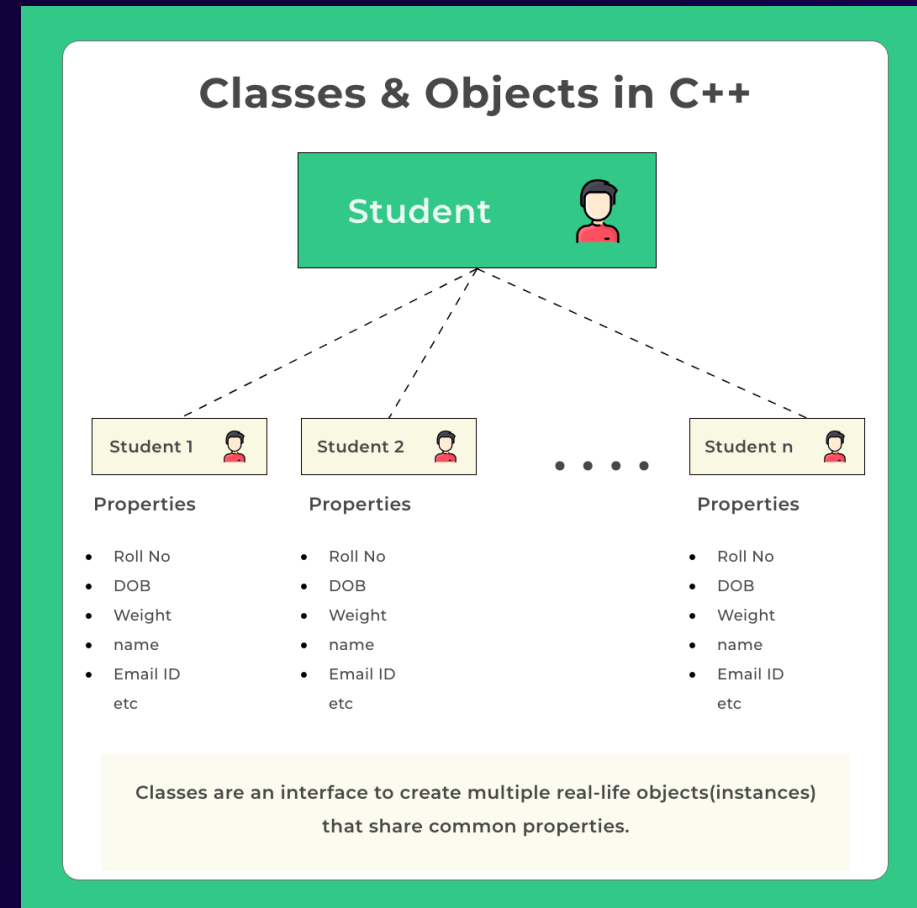 Classes & Objects in C++
Student
Student 1
Student 2
Student n
Properties
Roll No
DOB
Weight
name
Email ID
etc
Properties
Roll No
DOB
Weight
name
Email ID
etc
Properties
Roll No
DOB
Weight
name
Email ID
etc
Classes are an interface to create multiple real-life objects(instances)
that share common properties.